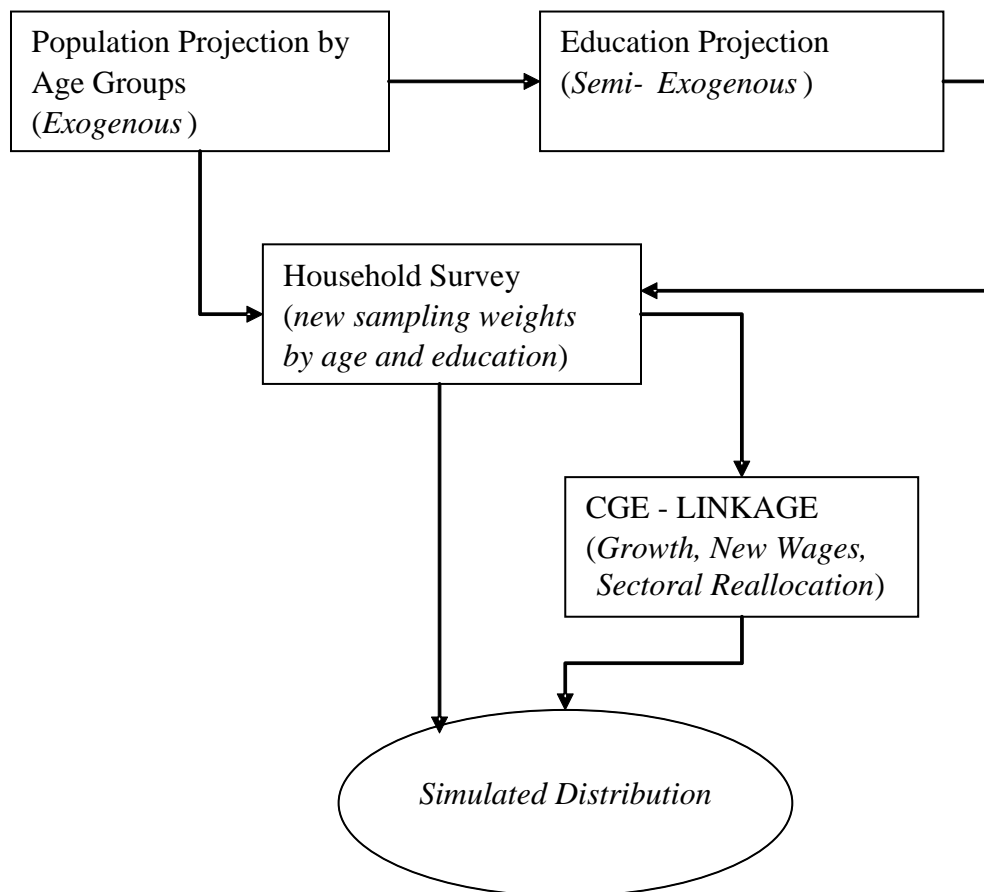 Population Projection by
Age Groups
(Exogenous)
Education Projection
(Semi- Exogenous)
Household Survey
(new sampling weights
by age and education)
CGE - LINKAGE
(Growth, New Wages,
Sectoral Reallocation)
Simulated Distribution